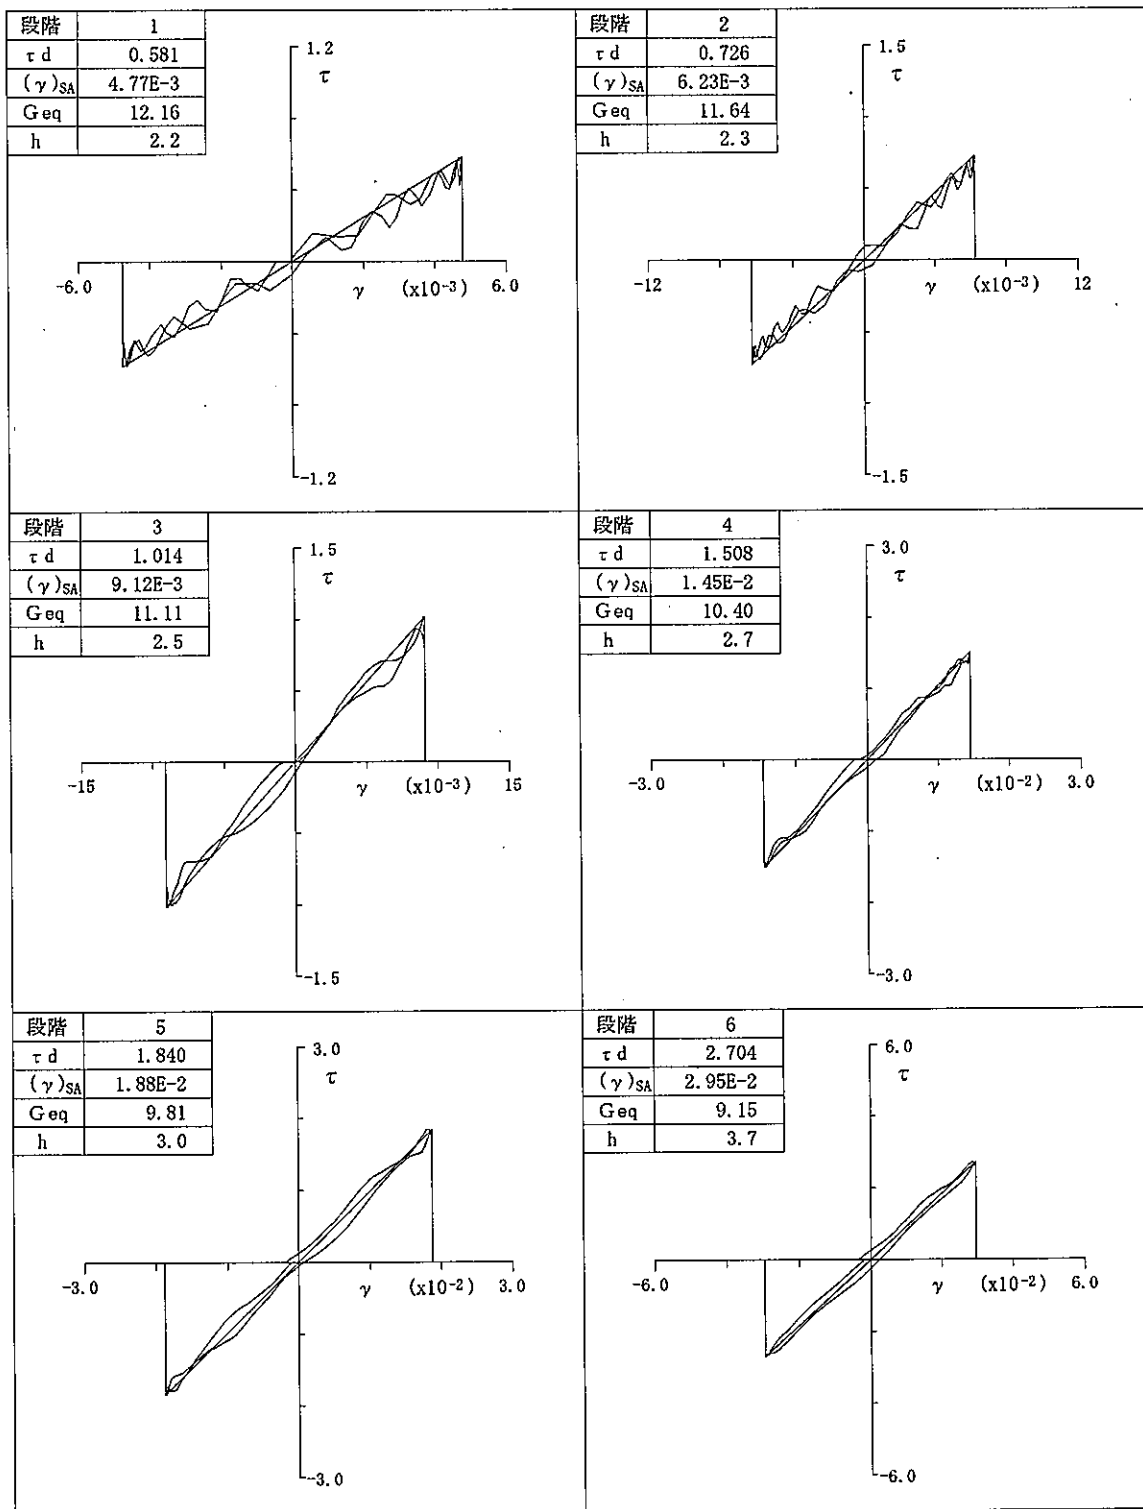 段階 1
τd 0.581
(γ)SA 4.77E-3
Geq 12.16
h 2.2
1.2
τ
-6.0
γ (x10-3) 6.0
-1.2
段階 2
τd 0.726
(γ)SA 6.23E-3
Geq 11.64
h 2.3
1.5
τ
-12
γ (x10-3) 12
-1.5
段階 3
τd 1.014
(γ)SA 9.12E-3
Geq 11.11
h 2.5
1.5
τ
-15
γ (x10-3) 15
-1.5
段階 4
τd 1.508
(γ)SA 1.45E-2
Geq 10.40
h 2.7
3.0
τ
-3.0
γ (x10-2) 3.0
-3.0
段階 5
τd 1.840
(γ)SA 1.88E-2
Geq 9.81
h 3.0
3.0
τ
-3.0
γ (x10-2) 3.0
-3.0
段階 6
τd 2.704
(γ)SA 2.95E-2
Geq 9.15
h 3.7
6.0
τ
-6.0
γ (x10-2) 6.0
-6.0